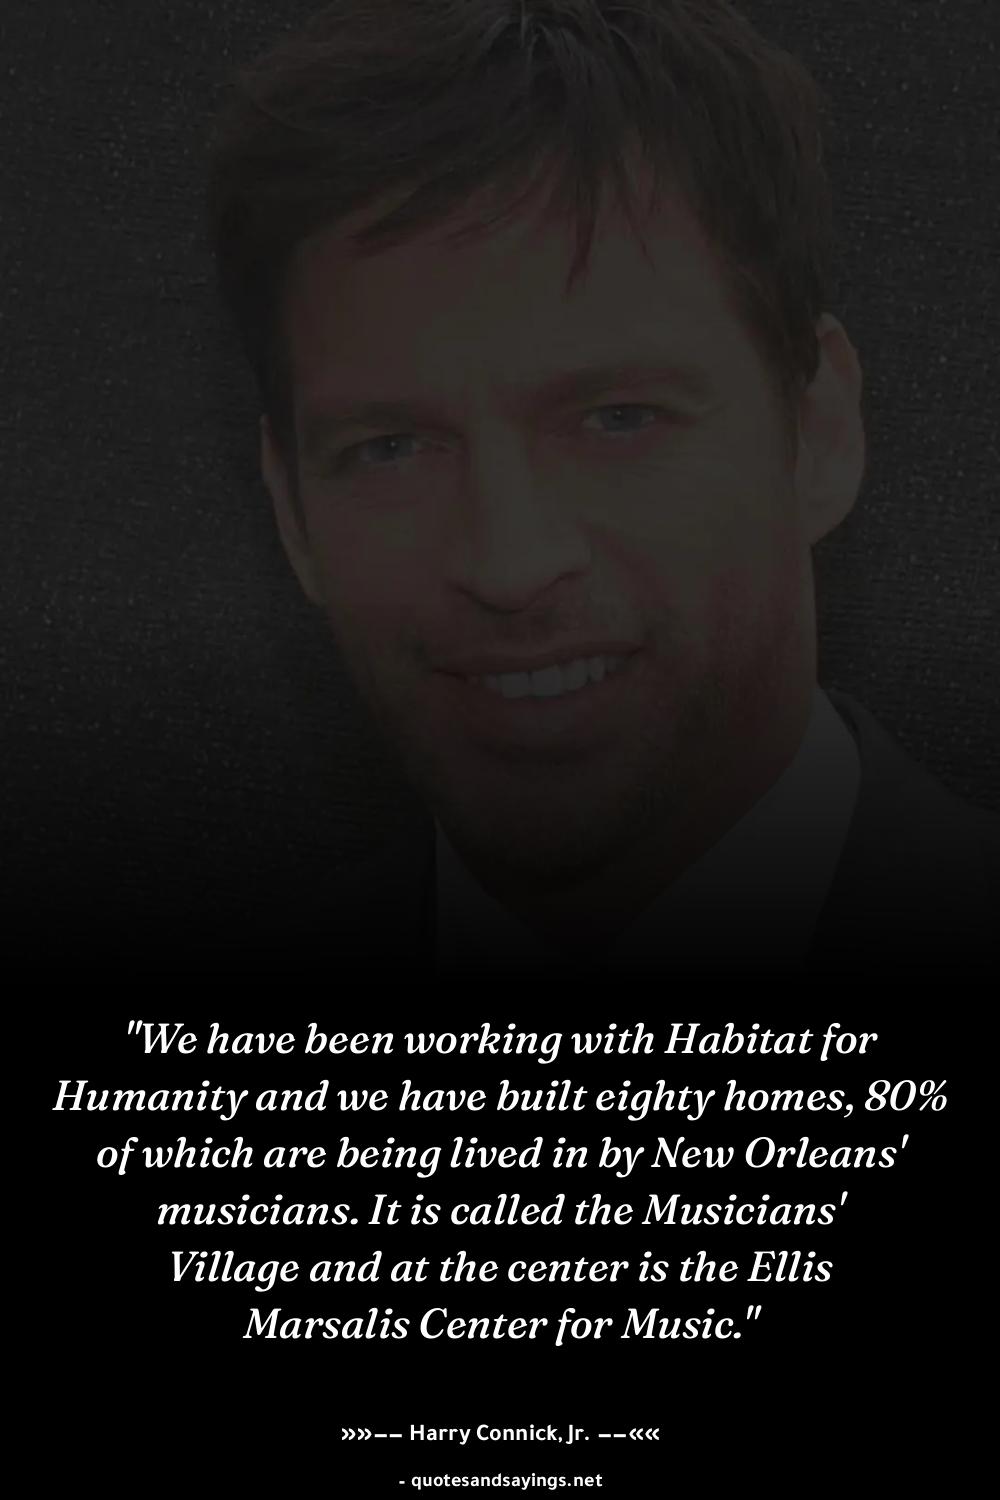 "We have been working with Habitat for
Humanity and we have built eighty homes, 80%
of which are being lived in by New Orleans'
musicians. It is called the Musicians'
Village and at the center is the Ellis
Marsalis Center for Music."
»»—— Harry Connick, Jr. ——««
- quotesandsayings.net